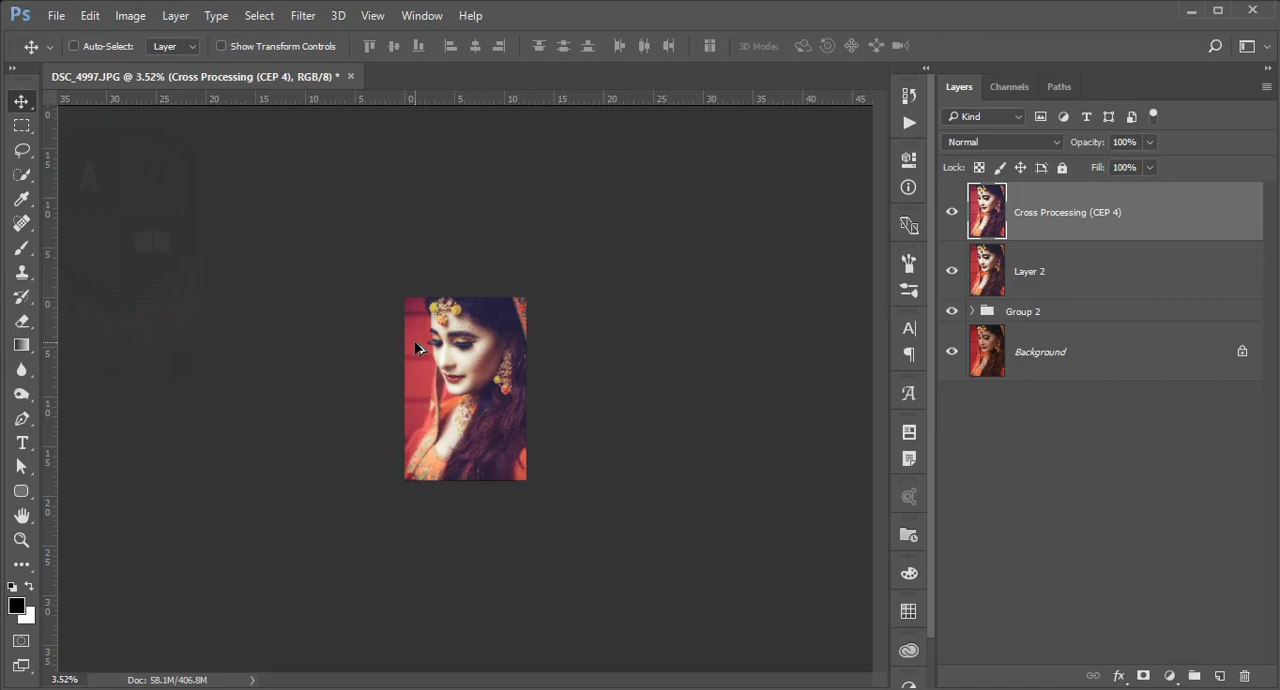 Ps File Edit Image Layer Type Select Filter 3D View Window Help
Auto-Select: Layer Show Transform Controls 3D Mode:
DSC_4997.JPG @ 3.52% (Cross Processing (CEP 4), RGB/8) * ×
35 30 25 20 15 10 5 0 5 10 15 20 25 30 35 40 45
Layers Channels Paths
Kind
Normal Opacity: 100%
Lock: Fill: 100%
Cross Processing (CEP 4)
Layer 2
Group 2
Background
3.52% Doc: 58.1M/406.8M